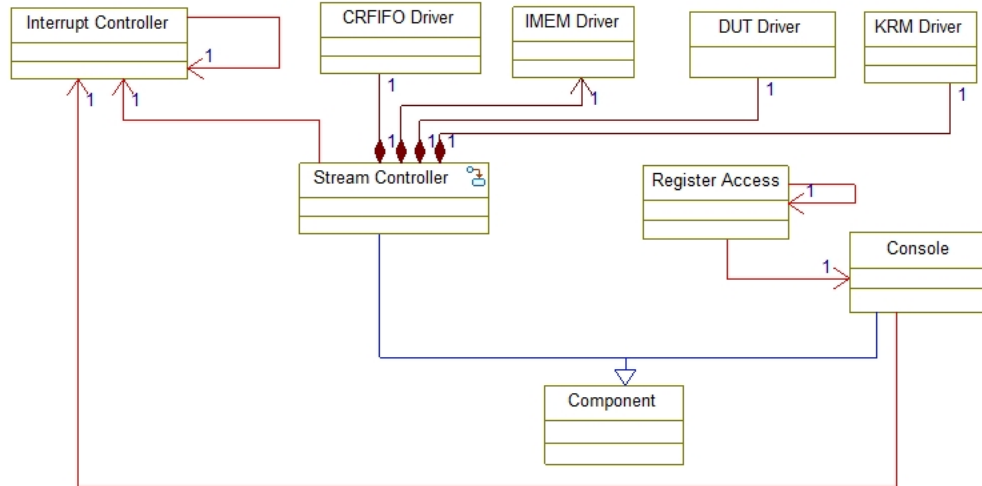 Interrupt Controller
CRFIFO Driver
IMEM Driver
DUT Driver
KRM Driver
1
1
1
1
1
1
1
1
1
1
1
Stream Controller
Register Access
1
Console
1
Component